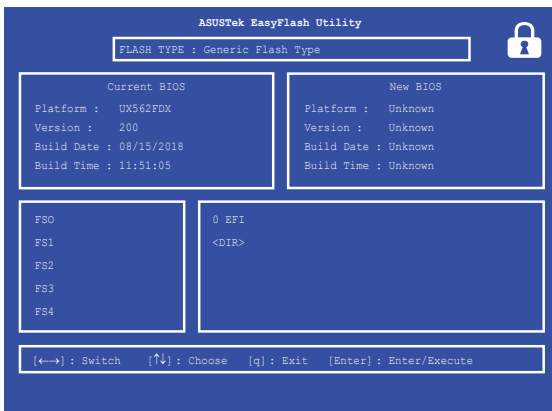 ASUSTek EasyFlash Utility
FLASH TYPE : Generic Flash Type
Current BIOS
Platform : UX562FDX
Version : 200
Build Date : 08/15/2018
Build Time : 11:51:05
New BIOS
Platform : Unknown
Version : Unknown
Build Date : Unknown
Build Time : Unknown
FSO
FS1
FS2
FS3
FS4
0 EFI
<DIR>
[←→] : Switch [↑↓] : Choose [q] : Exit [Enter] : Enter/Execute